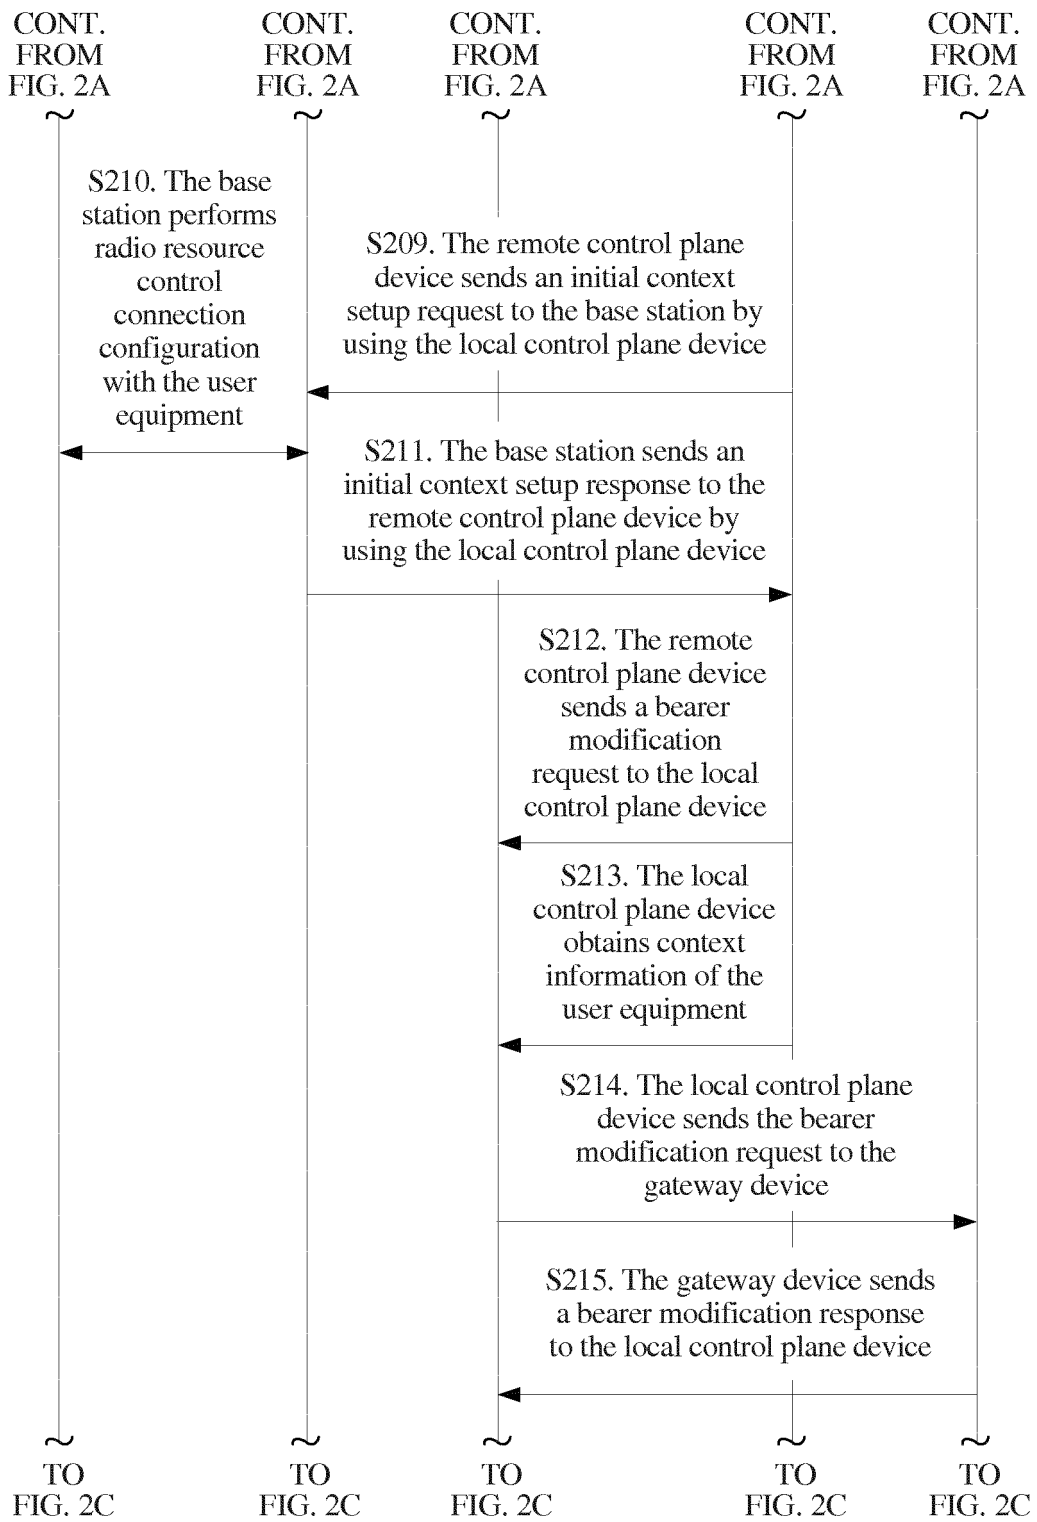 CONT.
FROM
FIG. 2A
CONT.
FROM
FIG. 2A
CONT.
FROM
FIG. 2A
CONT.
FROM
FIG. 2A
CONT.
FROM
FIG. 2A
S210. The base
station performs
radio resource
control
connection
configuration
with the user
equipment
S209. The remote control plane
device sends an initial context
setup request to the base station by
using the local control plane device
S211. The base station sends an
initial context setup response to the
remote control plane device by
using the local control plane device
S212. The remote
control plane device
sends a bearer
modification
request to the local
control plane device
S213. The local
control plane device
obtains context
information of the
user equipment
S214. The local control plane
device sends the bearer
modification request to the
gateway device
S215. The gateway device sends
a bearer modification response
to the local control plane device
TO
FIG. 2C
TO
FIG. 2C
TO
FIG. 2C
TO
FIG. 2C
TO
FIG. 2C